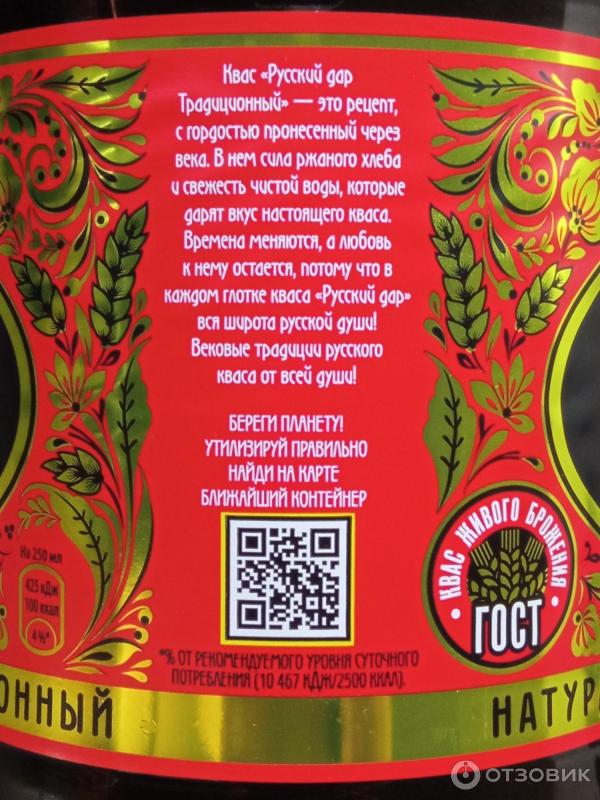 Квас «Русский дар
Традиционный» — это рецепт,
с гордостью пронесенный через
века. В нем сила ржаного хлеба
и свежесть чистой воды, которые
дарят вкус настоящего кваса.
Времена меняются, а любовь
к нему остается, потому что в
каждом глотке кваса «Русский дар»
вся широта русской души!
Вековые традиции русского
кваса от всей души!
БЕРЕГИ ПЛАНЕТУ!
УТИЛИЗИРУЙ ПРАВИЛЬНО
НАЙДИ НА КАРТЕ
БЛИЖАЙШИЙ КОНТЕЙНЕР
На 250 мл
425 кДж
100 ккал
4 %*
КВАС ЖИВОГО БРОЖЕНИЯ
ГОСТ
*% ОТ РЕКОМЕНДУЕМОГО УРОВНЯ СУТОЧНОГО
ПОТРЕБЛЕНИЯ (10 467 кДж/2500 ККАЛ).
ОННЫЙ
НАТУР
ОТЗОВИК